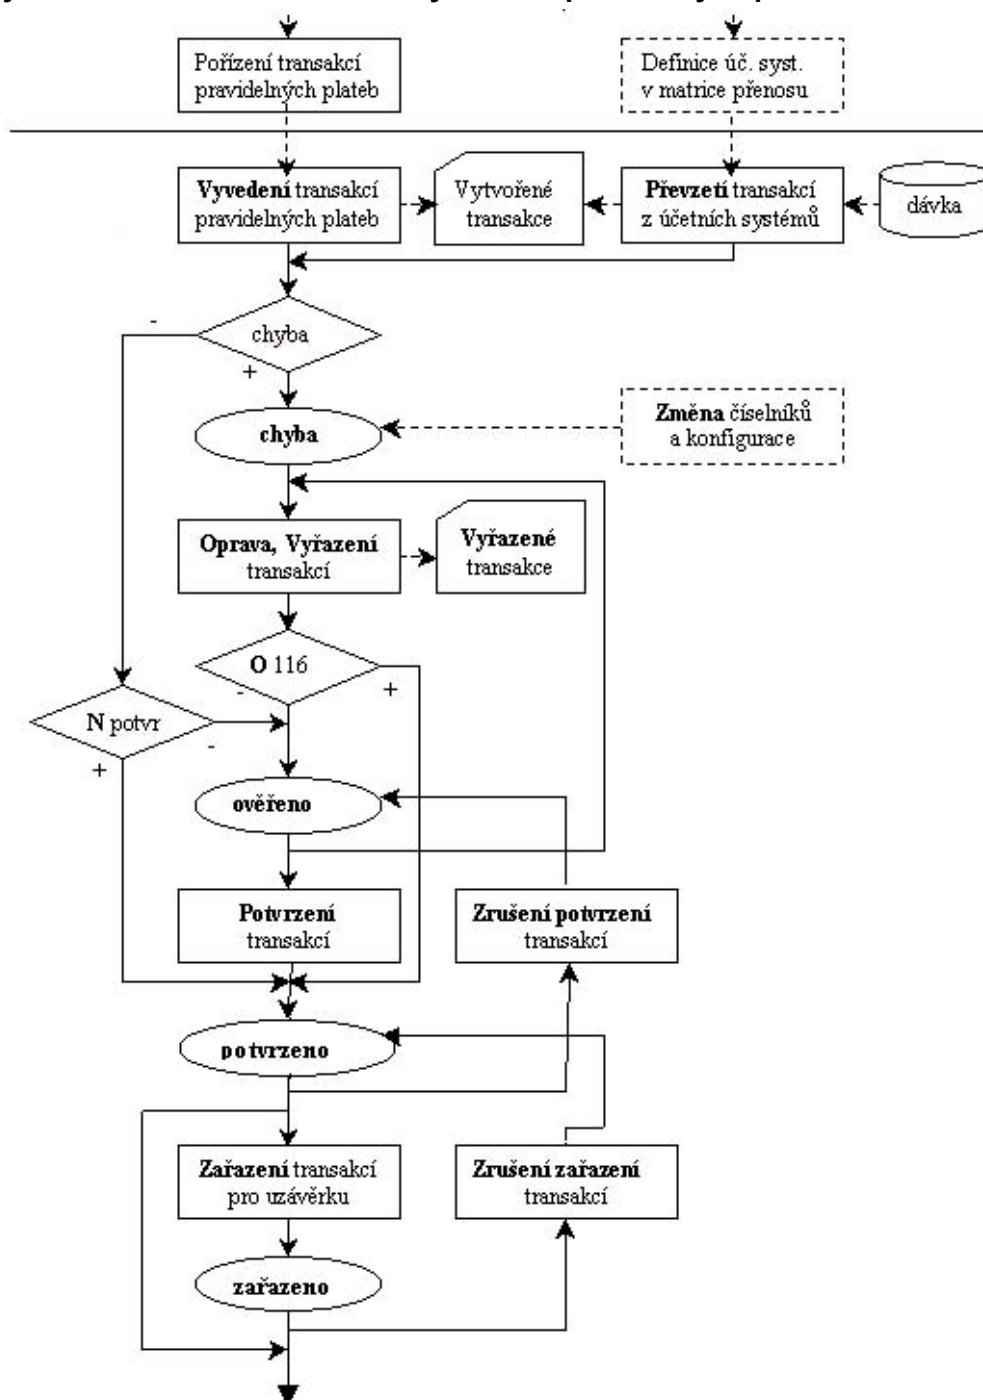 Pořízení transakcí
pravidelných plateb
Definice úč. syst.
v matrice přenosu
Vyvedení transakcí
pravidelných plateb
Vytvořené
transakce
Převzetí transakcí
z účetních systémů
dávka
chyba
-
+
chyba
Změna číselníků
a konfigurace
Oprava, Vyřazení
transakcí
Vyřazené
transakce
O 116
-
+
N potvr
-
+
ověřeno
Potvrzení
transakcí
Zrušení potvrzení
transakcí
potvrzeno
Zařazení transakcí
pro uzávěrku
Zrušení zařazení
transakcí
zařazeno